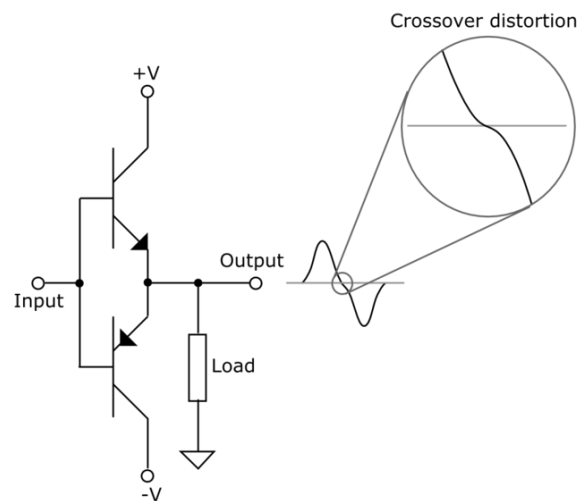 Crossover distortion
+V
Output
Input
Load
-V